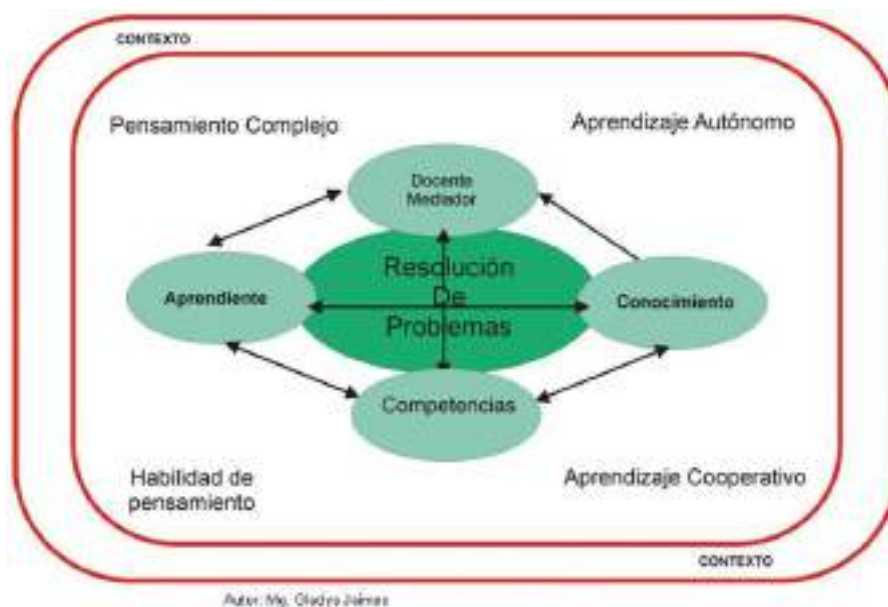 CONTEXTO
Pensamiento Complejo
Aprendizaje Autónomo
Docente
Mediador
Resolución
De
Problemas
Aprendiente
Conocimiento
Competencias
Habilidad de
pensamiento
Aprendizaje Cooperativo
CONTEXTO
Autor: Mg. Gladys Jaimes